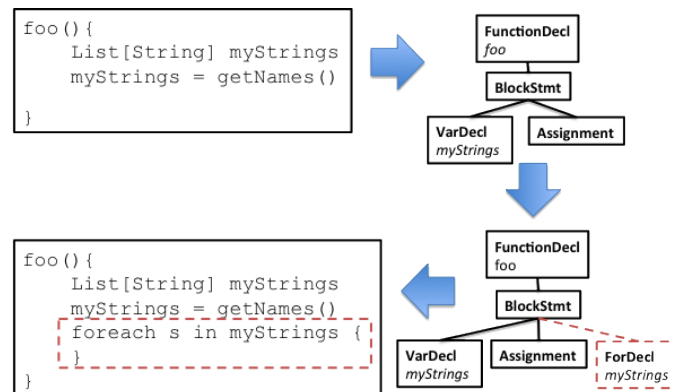 foo(){
List[String] myStrings
myStrings = getNames()
}
FunctionDecl
foo
BlockStmt
VarDecl
myStrings
Assignment
foo(){
List[String] myStrings
myStrings = getNames()
foreach s in myStrings {
}
}
FunctionDecl
foo
BlockStmt
VarDecl
myStrings
Assignment
ForDecl
myStrings